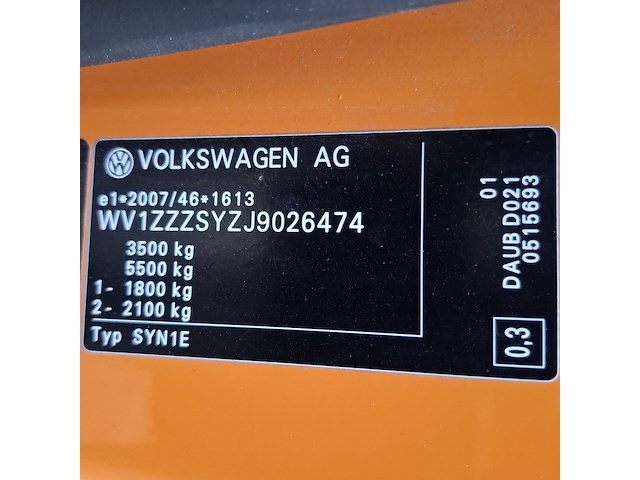 VOLKSWAGEN AG
e1*2007/46*1613
WV1ZZZSYZJ9026474
3500 kg
5500 kg
1- 1800 kg
2- 2100 kg
Typ SYN1E
01
DAUB D021
0515693
0,3